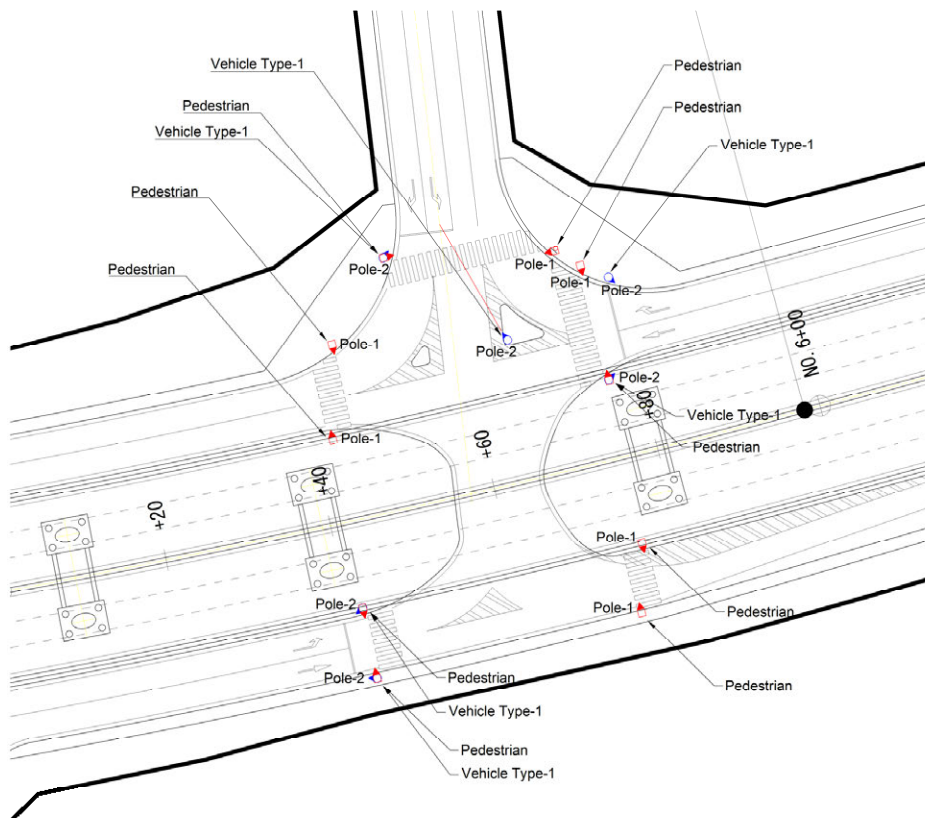 Vehicle Type-1
Pedestrian
Pedestrian
Pedestrian
Vehicle Type-1
Vehicle Type-1
Pedestrian
Pole-1
Pole-2
Pedestrian
Pole-1
Pole-2
NO. 6+00
Pole-1
Pole-2
Pole-2
+80
Vehicle Type-1
Pole-1
+60
Pedestrian
+40
+20
Pole-1
Pole-2
Pole-1
Pedestrian
Pole-2
Pedestrian
Pedestrian
Vehicle Type-1
Pedestrian
Vehicle Type-1